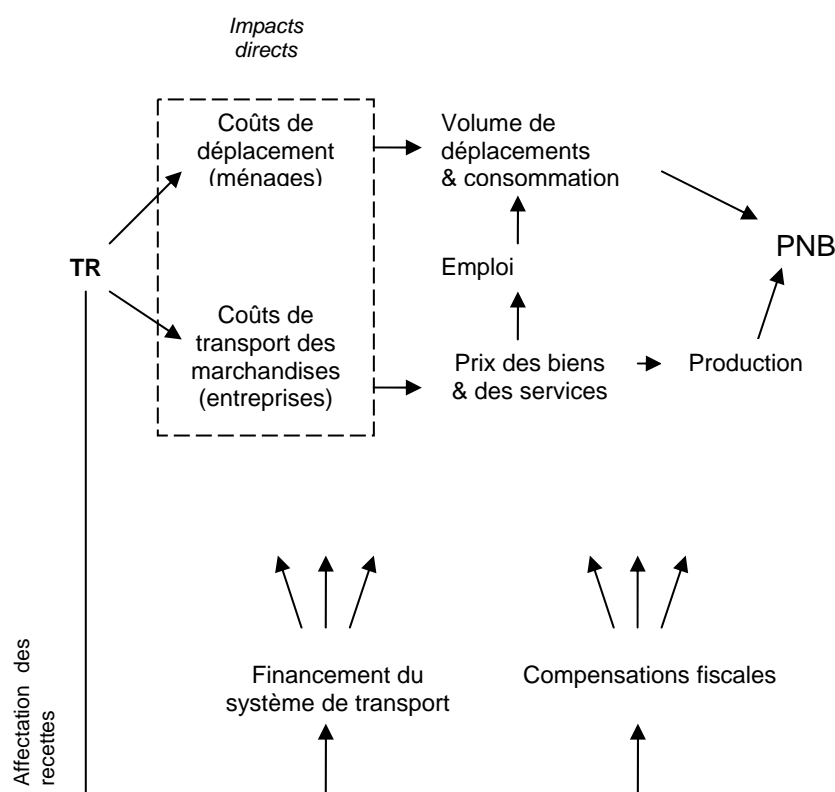 Impacts
directs
Coûts de
déplacement
(ménages)
Volume de
déplacements
& consommation
PNB
TR
Emploi
Coûts de
transport des
marchandises
(entreprises)
Prix des biens
& des services
Production
Affectation des
recettes
Financement du
système de transport
Compensations fiscales